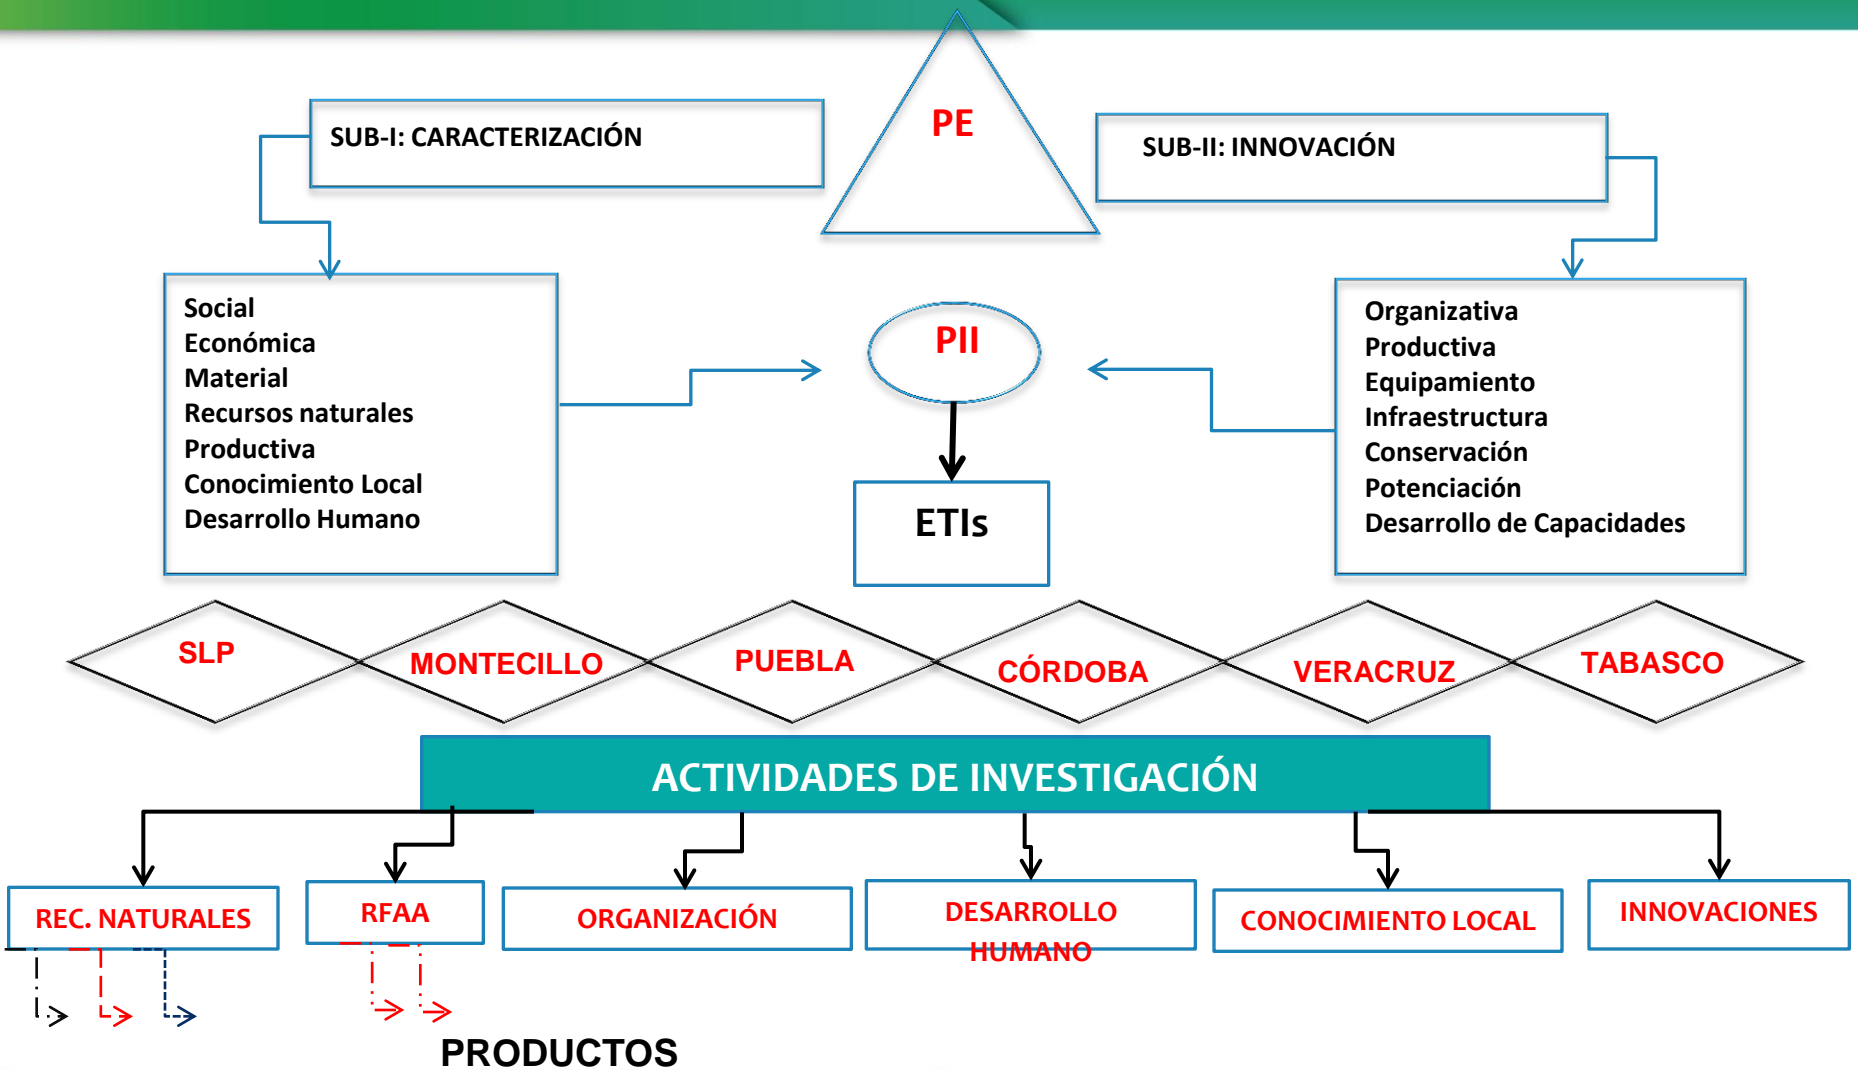 PE
SUB-I: CARACTERIZACIÓN
SUB-II: INNOVACIÓN
Social
Económica
Material
Recursos naturales
Productiva
Conocimiento Local
Desarrollo Humano
PII
ETIs
Organizativa
Productiva
Equipamiento
Infraestructura
Conservación
Potenciación
Desarrollo de Capacidades
SLP
MONTECILLO
PUEBLA
CÓRDOBA
VERACRUZ
TABASCO
ACTIVIDADES DE INVESTIGACIÓN
REC. NATURALES
RFAA
ORGANIZACIÓN
DESARROLLO
HUMANO
CONOCIMIENTO LOCAL
INNOVACIONES
PRODUCTOS